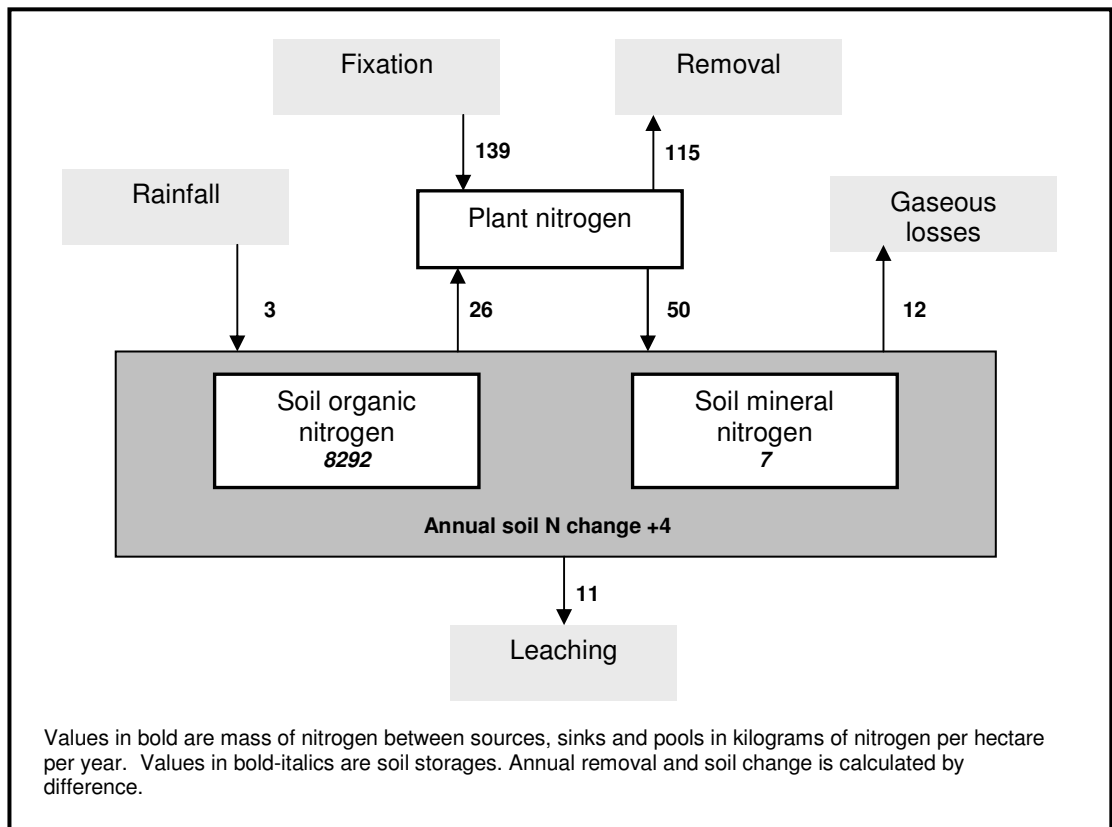 Fixation
Removal
139
115
Rainfall
Plant nitrogen
Gaseous
losses
3
26
50
12
Soil organic
nitrogen
8292
Soil mineral
nitrogen
7
Annual soil N change +4
11
Leaching
Values in bold are mass of nitrogen between sources, sinks and pools in kilograms of nitrogen per hectare
per year. Values in bold-italics are soil storages. Annual removal and soil change is calculated by
difference.